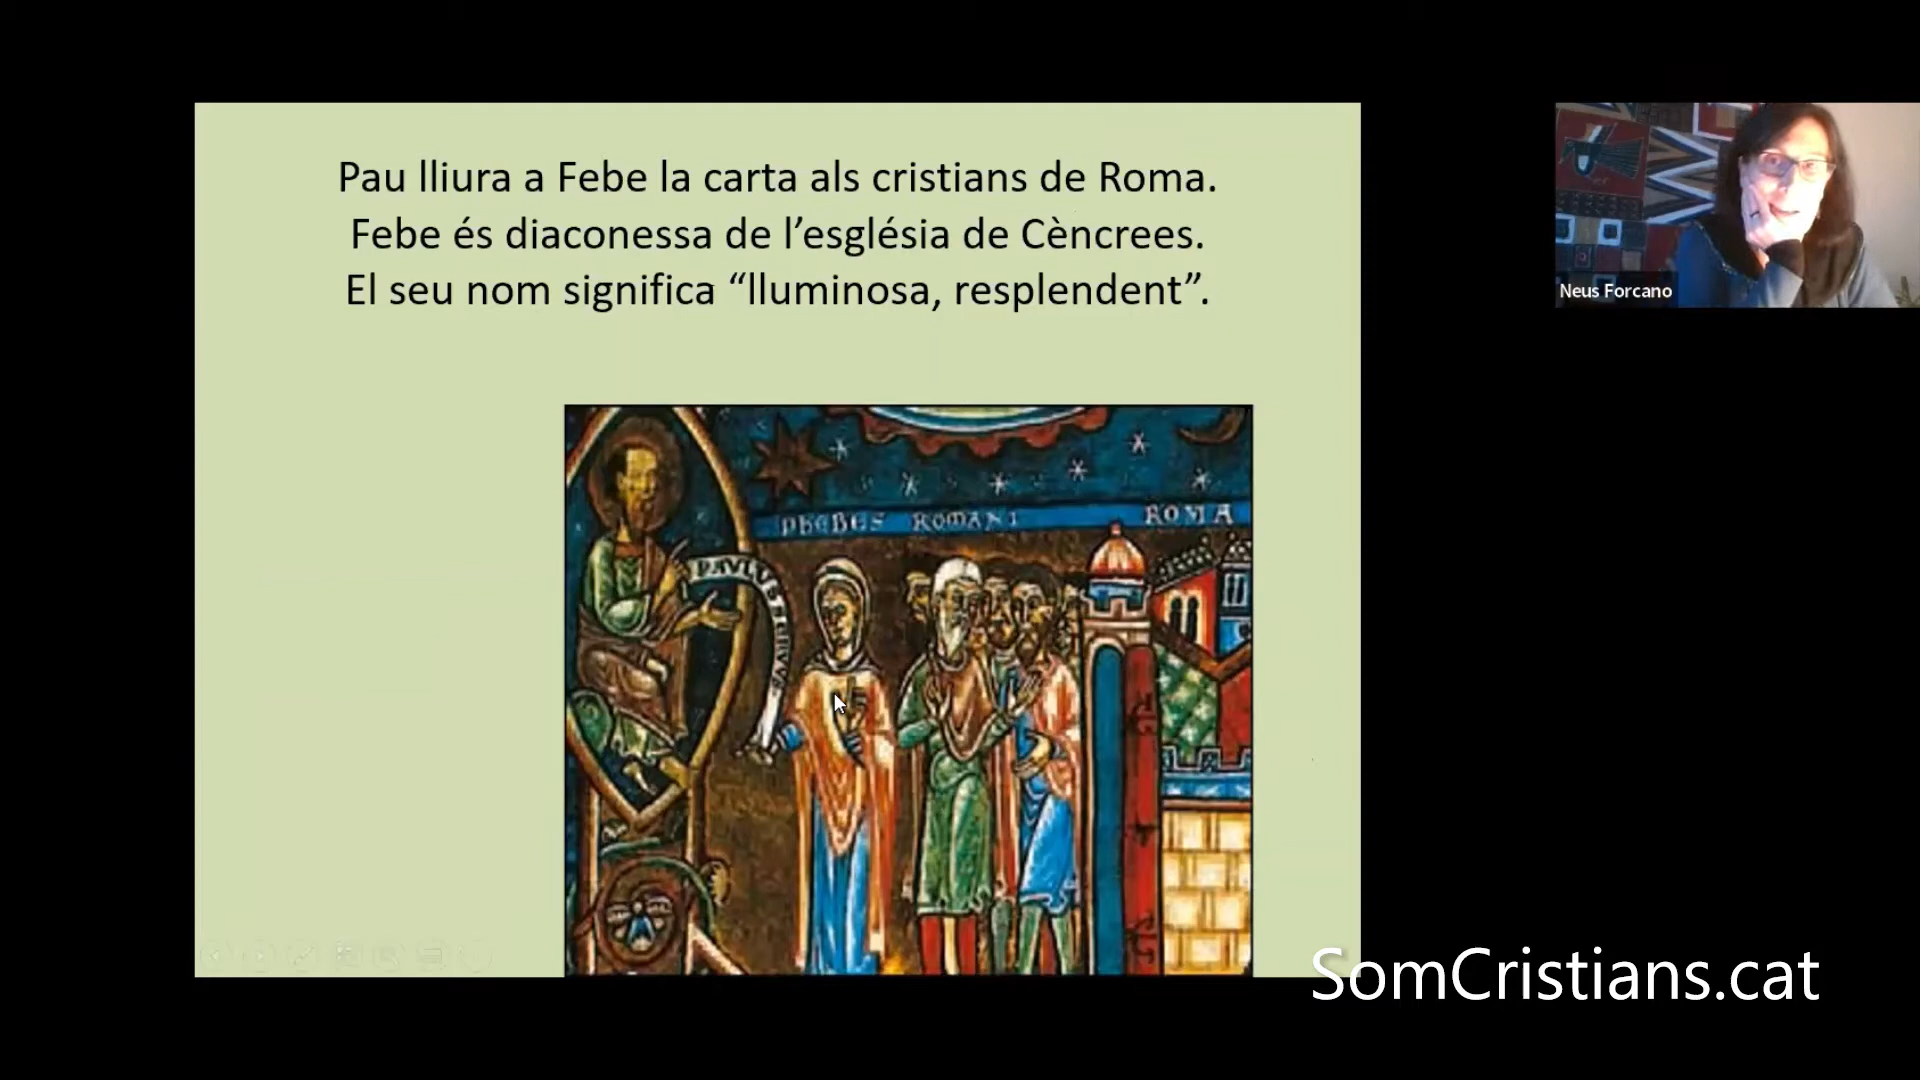 Pau lliura a Febe la carta als cristians de Roma.
Febe és diaconessa de l’església de Cèncrees.
El seu nom significa “lluminosa, resplendent”.
Neus Forcano
PHEBES ROMANI ROMA
SomCristians.cat